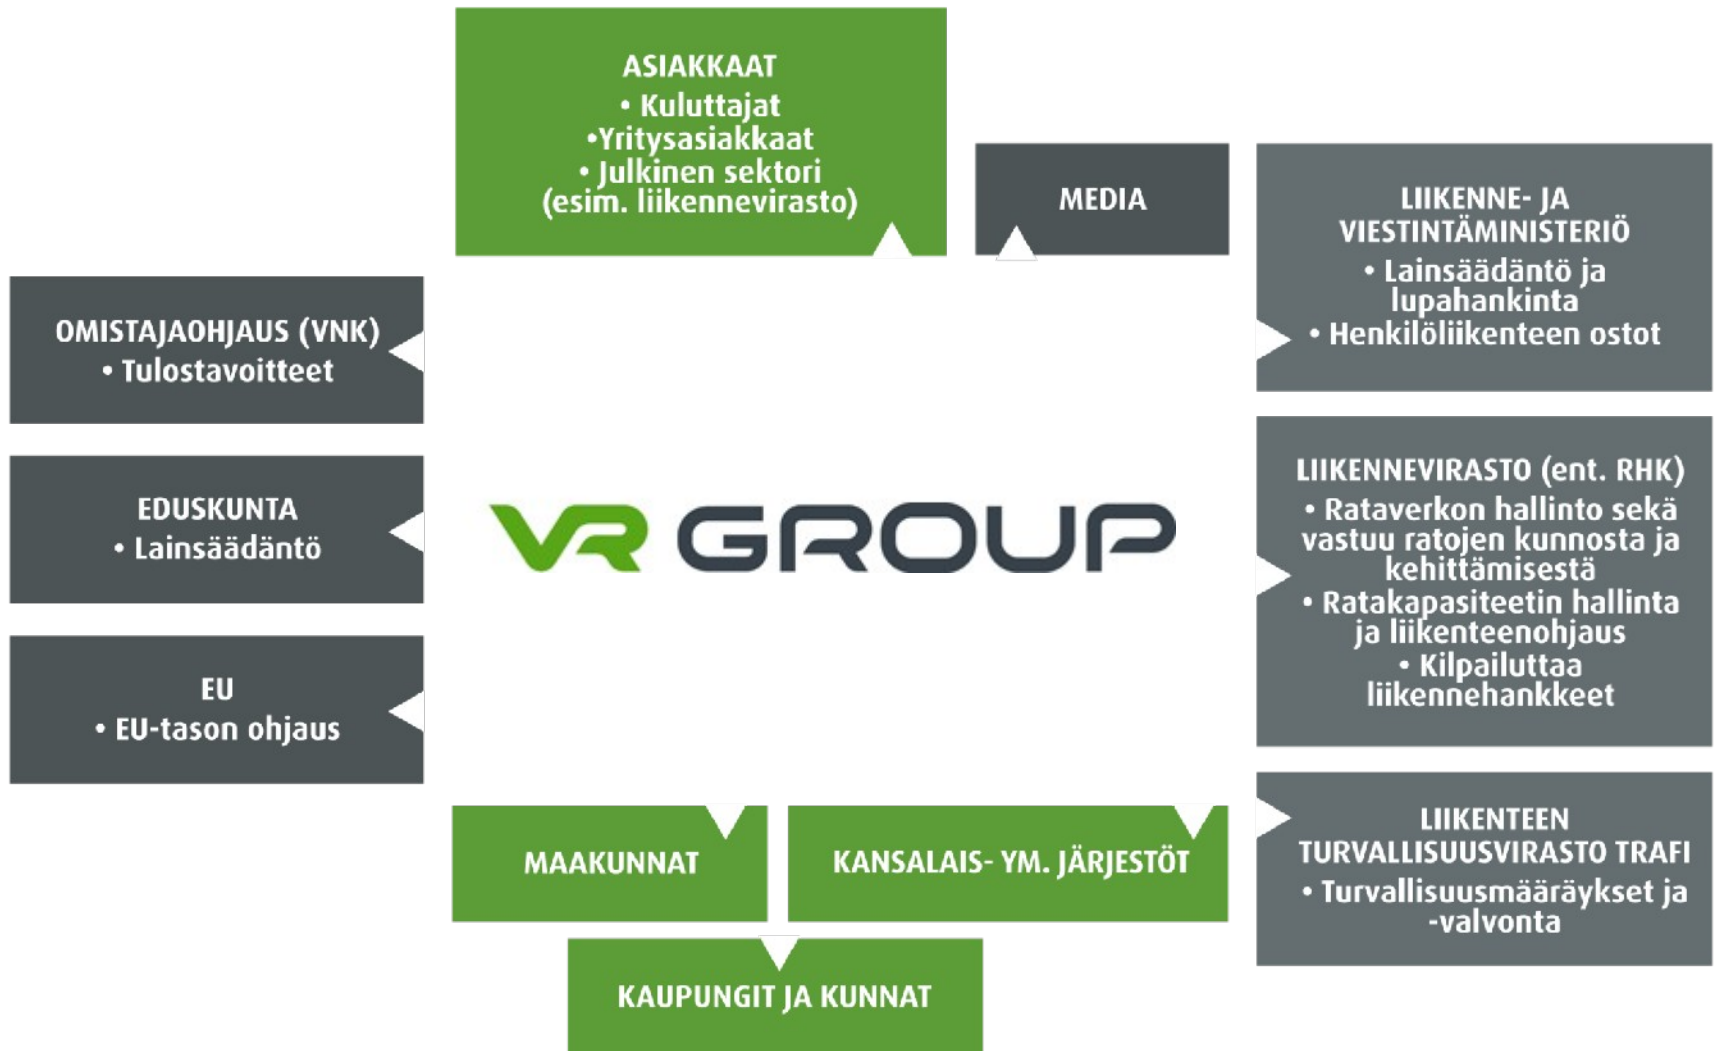 ASIAKKAAT
• Kuluttajat
•Yritysasiakkaat
• Julkinen sektori
(esim. liikennevirasto)
MEDIA
LIIKENNE- JA
VIESTINTÄMINISTERIÖ
• Lainsäädäntö ja
lupahankinta
• Henkilöliikenteen ostot
OMISTAJAOHJAUS (VNK)
• Tulostavoitteet
EDUSKUNTA
• Lainsäädäntö
EU
• EU-tason ohjaus
VR GROUP
LIIKENNEVIRASTO (ent. RHK)
• Rataverkon hallinto sekä
vastuu ratojen kunnosta ja
kehittämisestä
• Ratakapasiteetin hallinta
ja liikenteenohjaus
• Kilpailuttaa
liikennehankkeet
LIIKENTEEN
TURVALLISUUSVIRASTO TRAFI
• Turvallisuusmääräykset ja
-valvonta
MAAKUNNAT
KANSALAIS- YM. JÄRJESTÖT
KAUPUNGIT JA KUNNAT